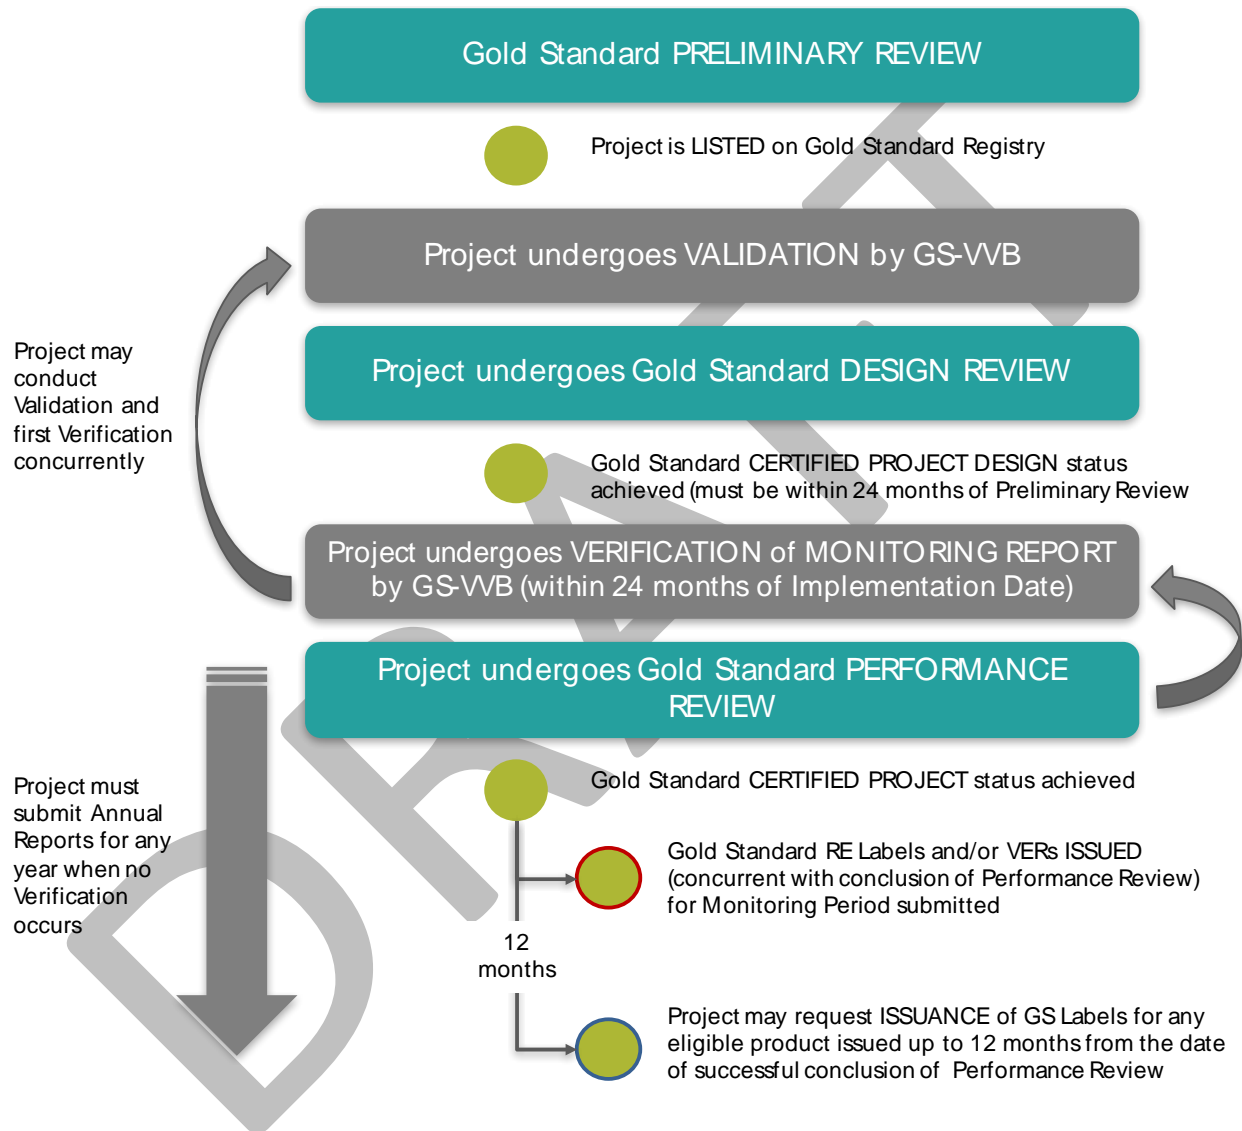 Gold Standard PRELIMINARY REVIEW
Project is LISTED on Gold Standard Registry
Project undergoes VALIDATION by GS-VVB
Project may
conduct
Validation and
first Verification
concurrently
Project undergoes Gold Standard DESIGN REVIEW
Gold Standard CERTIFIED PROJECT DESIGN status
achieved (must be within 24 months of Preliminary Review
Project undergoes VERIFICATION of MONITORING REPORT
by GS-VVB (within 24 months of Implementation Date)
Project undergoes Gold Standard PERFORMANCE
REVIEW
Project must
submit Annual
Reports for any
year when no
Verification
occurs
Gold Standard CERTIFIED PROJECT status achieved
Gold Standard RE Labels and/or VERs ISSUED
(concurrent with conclusion of Performance Review)
for Monitoring Period submitted
12
months
Project may request ISSUANCE of GS Labels for any
eligible product issued up to 12 months from the date
of successful conclusion of Performance Review
DRAFT